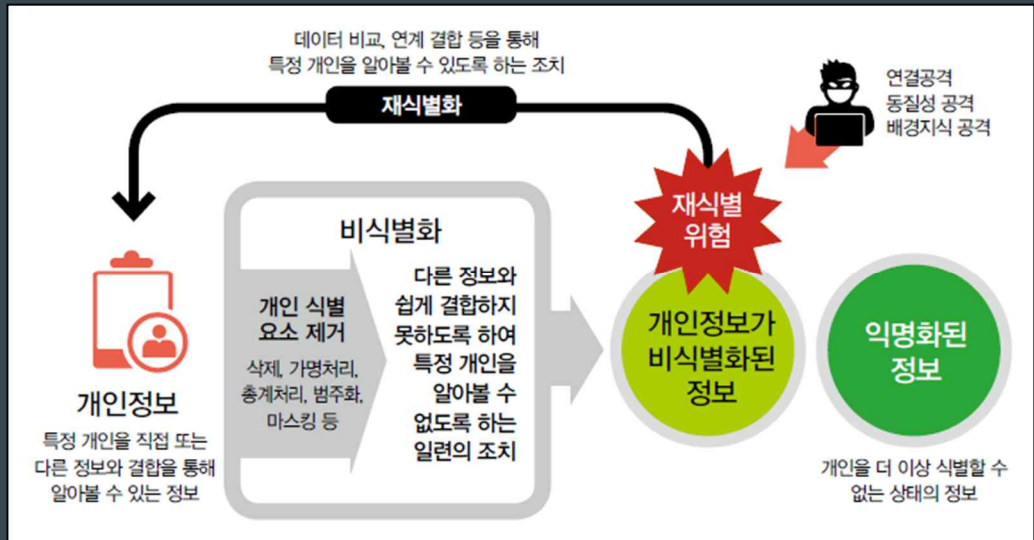 데이터 비교, 연계 결합 등을 통해
특정 개인을 알아볼 수 있도록 하는 조치
재식별화
연결공격
동질성 공격
배경지식 공격
재식별
위험
비식별화
개인 식별
요소 제거
삭제, 가명처리,
총계처리, 범주화,
마스킹 등
다른 정보와
쉽게 결합하지
못하도록 하여
특정 개인을
알아볼 수
없도록 하는
일련의 조치
개인정보
특정 개인을 직접 또는
다른 정보와 결합을 통해
알아볼 수 있는 정보
개인정보가
비식별화된
정보
익명화된
정보
개인을 더 이상 식별할 수
없는 상태의 정보